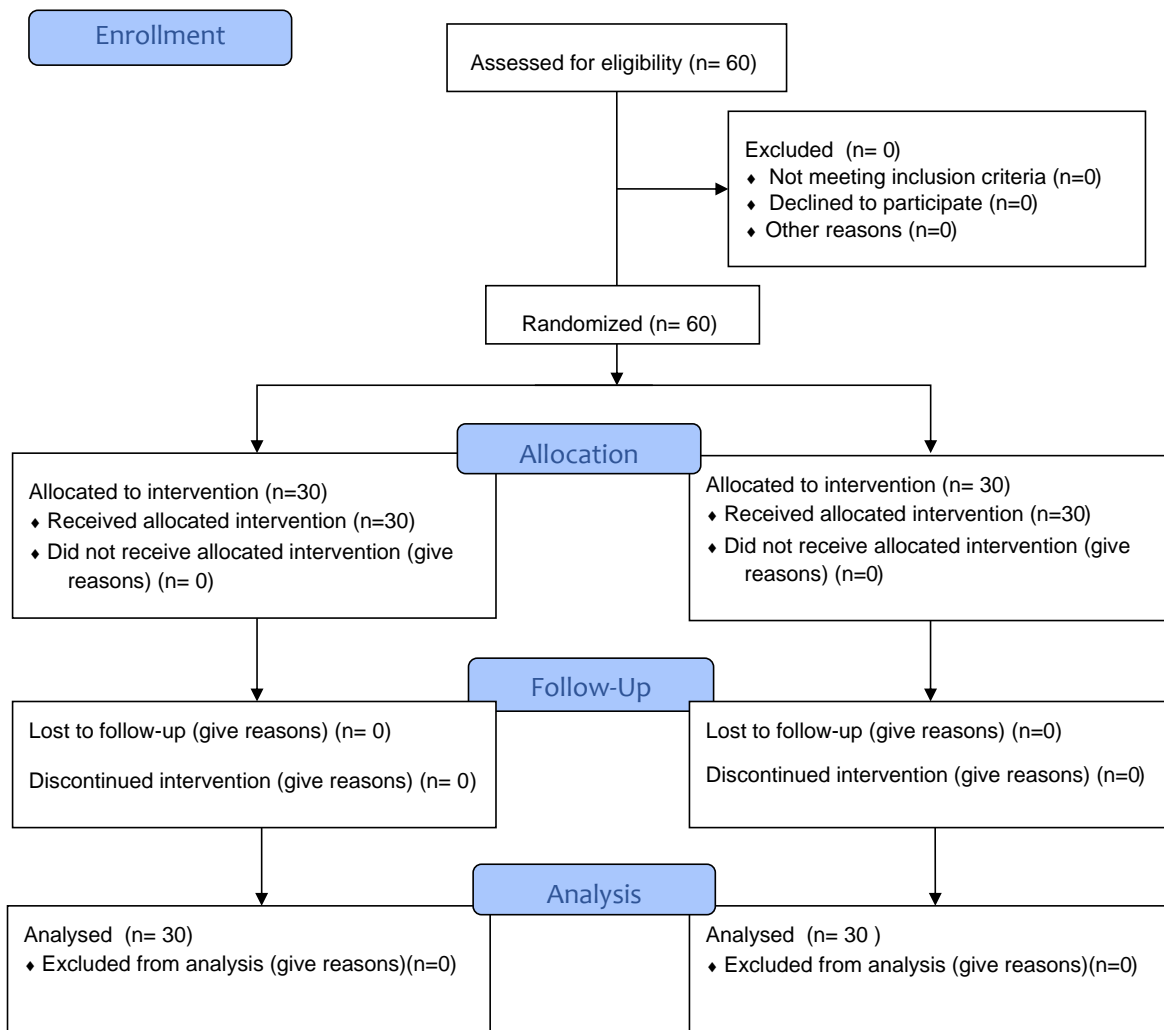 Enrollment
Assessed for eligibility (n= 60)
Excluded (n= 0)
♦ Not meeting inclusion criteria (n=0)
♦ Declined to participate (n=0)
♦ Other reasons (n=0)
Randomized (n= 60)
Allocation
Allocated to intervention (n=30)
♦ Received allocated intervention (n=30)
♦ Did not receive allocated intervention (give
reasons) (n= 0)
Allocated to intervention (n= 30)
♦ Received allocated intervention (n=30)
♦ Did not receive allocated intervention (give
reasons) (n=0)
Follow-Up
Lost to follow-up (give reasons) (n= 0)
Discontinued intervention (give reasons) (n= 0)
Lost to follow-up (give reasons) (n=0)
Discontinued intervention (give reasons) (n=0)
Analysis
Analysed (n= 30)
♦ Excluded from analysis (give reasons)(n=0)
Analysed (n= 30 )
♦ Excluded from analysis (give reasons)(n=0)